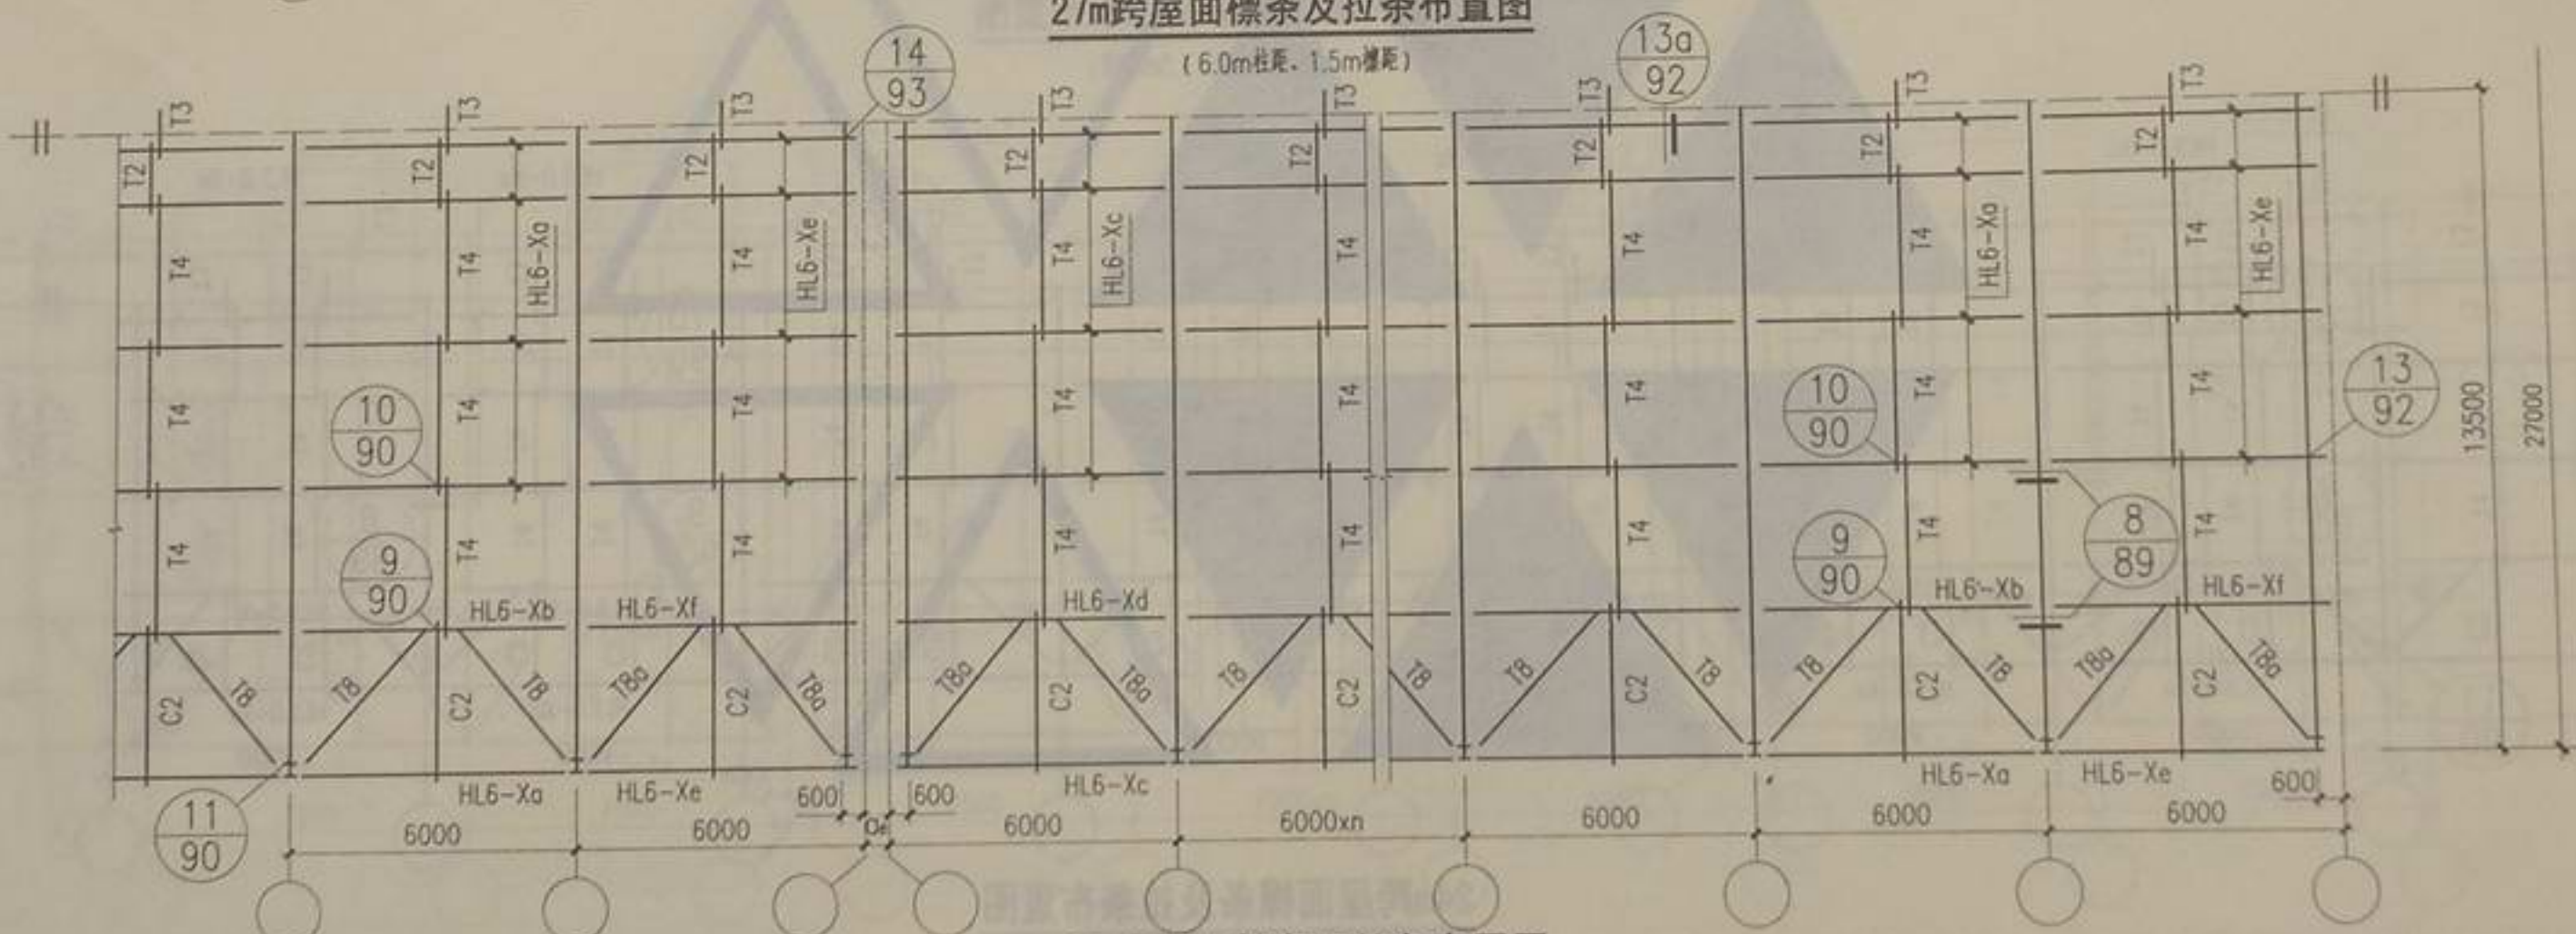 27m跨屋面檩条及拉条布置图
(6.0m柱距、1.5m檩距)
14
93
13a
92
T3 T3 T3 T3 T3 T3 T3 T3
T2 T2 T2 T2 T2 T2 T2 T2
T4 T4 HL6-Xa T4 HL6-Xe T4 HL6-Xc T4 T4 T4 HL6-Xa T4 HL6-Xe
T4 T4 T4 T4 T4 T4 T4 T4
10
90
10
90
13
92
13500
27000
T4 T4 T4 T4 T4 T4 T4 T4
9
90
9
90
8
89
HL6-Xb HL6-Xf HL6-Xd HL6-Xb HL6-Xf
C2 T8 T8 C2 T8 T8a C2 T8a T8a C2 T8a T8 C2 T8 T8 C2 T8 T8 C2 T8 T8a C2 T8a
HL6-Xa HL6-Xe HL6-Xc HL6-Xa HL6-Xe
11
90
600 600 600
6000 6000 6000 6000xn 6000 6000 6000